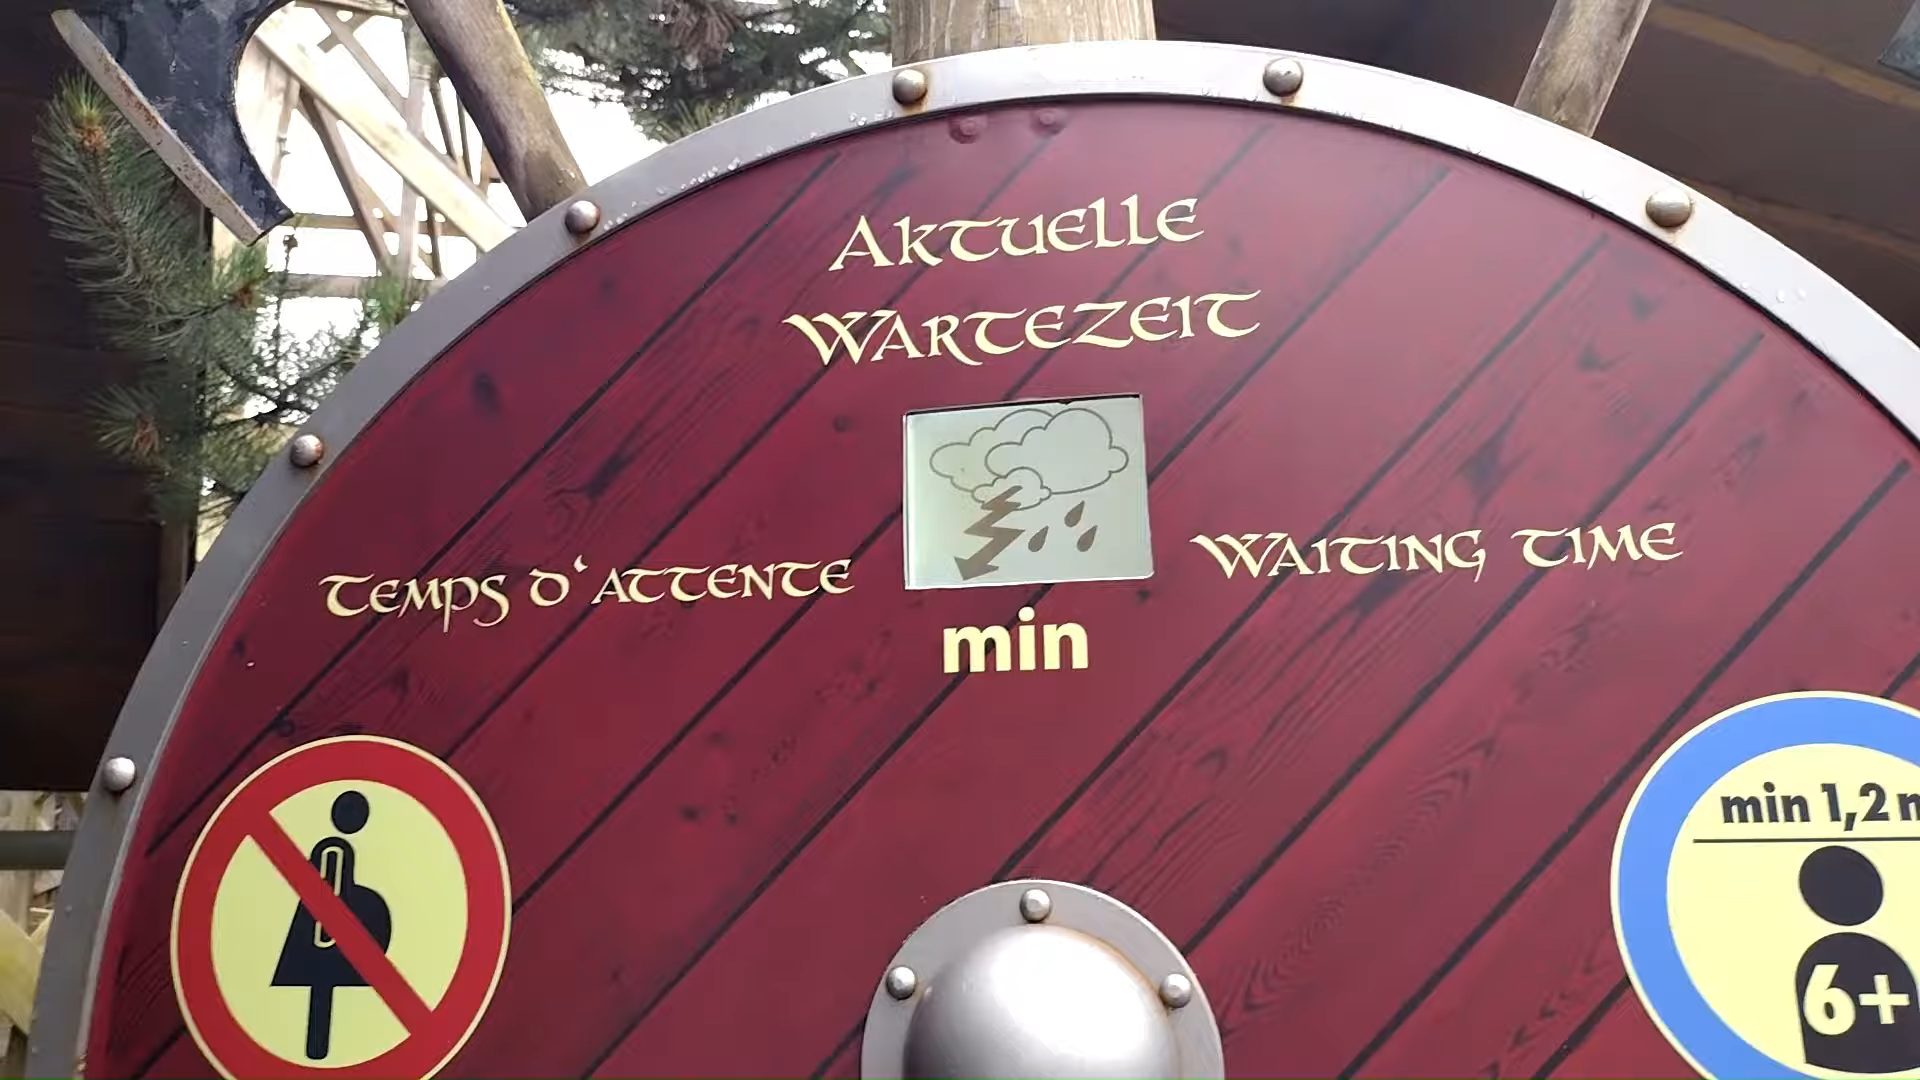 Aktuelle
Wartezeit
Temps d'attente
Waiting time
min
min 1,2 m
6+